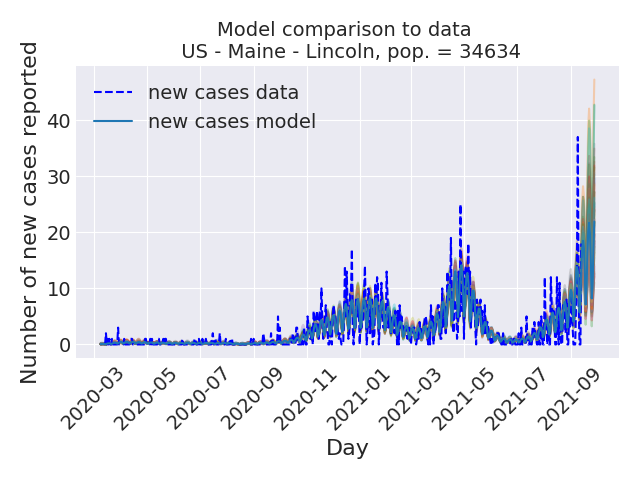 Model comparison to data
US - Maine - Lincoln, pop. = 34634
Number of new cases reported
new cases data
new cases model
40
30
20
10
0
2020-03
2020-05
2020-07
2020-09
2020-11
2021-01
2021-03
2021-05
2021-07
2021-09
Day